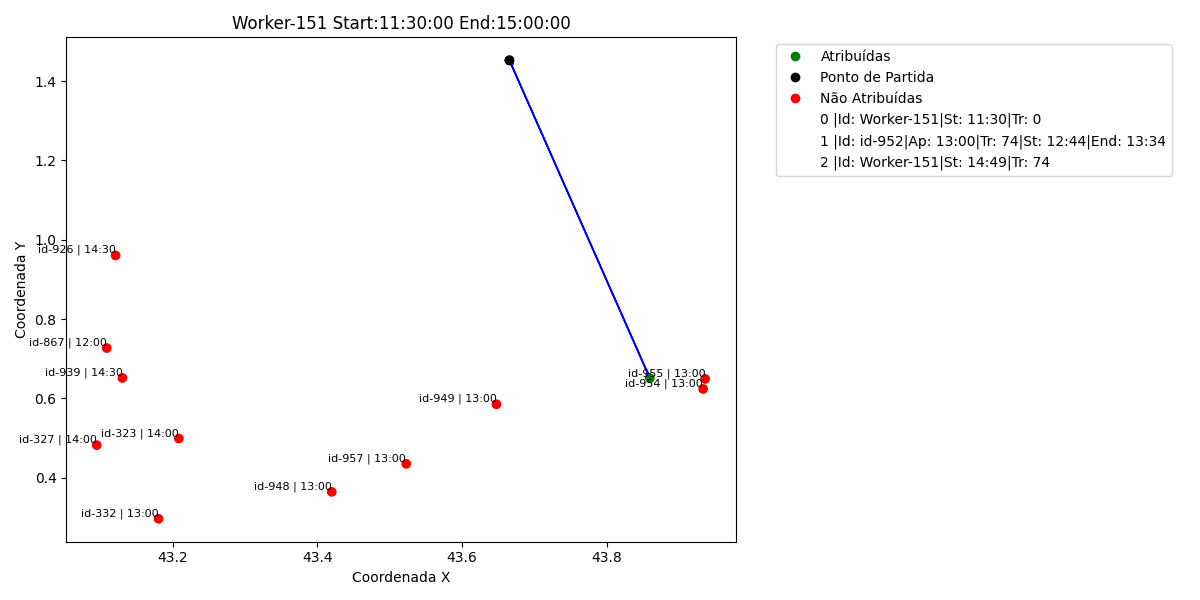 Worker-151 Start:11:30:00 End:15:00:00
Atribuídas
Ponto de Partida
Não Atribuídas
0 |Id: Worker-151|St: 11:30|Tr: 0
1 |Id: id-952|Ap: 13:00|Tr: 74|St: 12:44|End: 13:34
2 |Id: Worker-151|St: 14:49|Tr: 74
Coordenada Y
1.4
1.2
1.0
0.8
0.6
0.4
id-926 | 14:30
id-867 | 12:00
id-939 | 14:30
id-955 | 13:00
id-954 | 13:00
id-949 | 13:00
id-323 | 14:00
id-327 | 14:00
id-957 | 13:00
id-948 | 13:00
id-332 | 13:00
43.2
43.4
43.6
43.8
Coordenada X